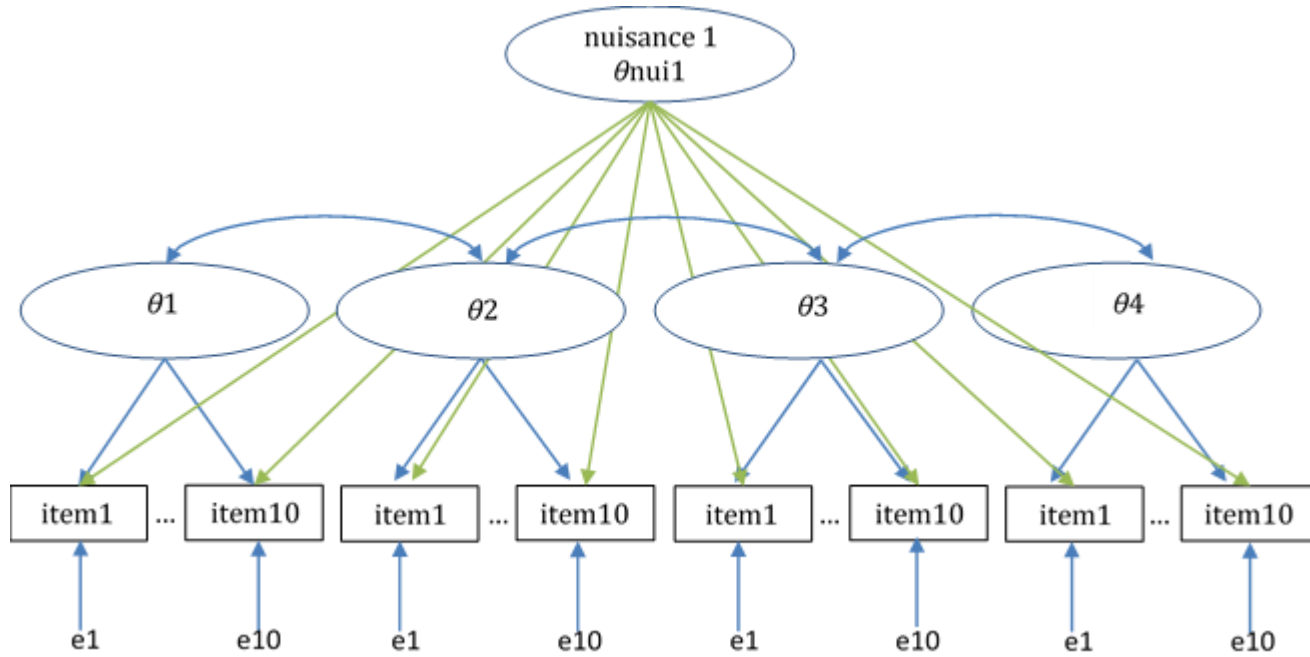 nuisance 1
θnui1
θ1
θ2
θ3
θ4
item1 ... item10 item1 ... item10 item1 ... item10 item1 ... item10
e1 e10 e1 e10 e1 e10 e1 e10